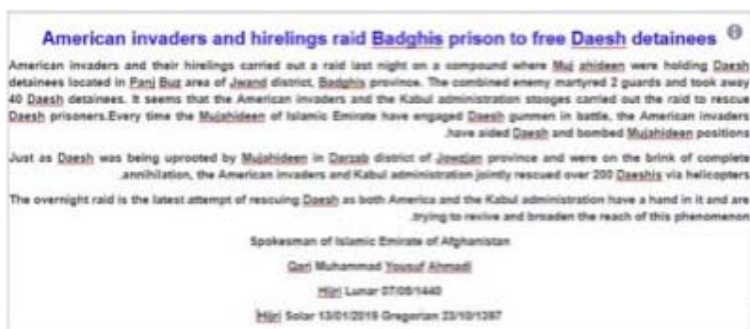 American invaders and hirelings raid Badghis prison to free Daesh detainees
American invaders and their hirelings carried out a raid last night on a compound where Muj ahideen were holding Daesh
detainees located in Panj Buz area of Jwand district, Badghis province. The combined enemy martyred 2 guards and took away
40 Daesh detainees. It seems that the American invaders and the Kabul administration stooges carried out the raid to rescue
Daesh prisoners.Every time the Mujahideen of Islamic Emirate have engaged Daesh gunmen in battle, the American invaders
.have aided Daesh and bombed Mujahideen positions
Just as Daesh was being uprooted by Mujahideen in Darzab district of Jowzjan province and were on the brink of complete
.annihilation, the American invaders and Kabul administration jointly rescued over 200 Daeshis via helicopters
The overnight raid is the latest attempt of rescuing Daesh as both America and the Kabul administration have a hand in it and are
.trying to revive and broaden the reach of this phenomenon
Spokesman of Islamic Emirate of Afghanistan
Qari Muhammad Yousuf Ahmadi
Hijri Lunar 07/05/1440
Hijri Solar 13/01/2019 Gregorian 23/10/1397